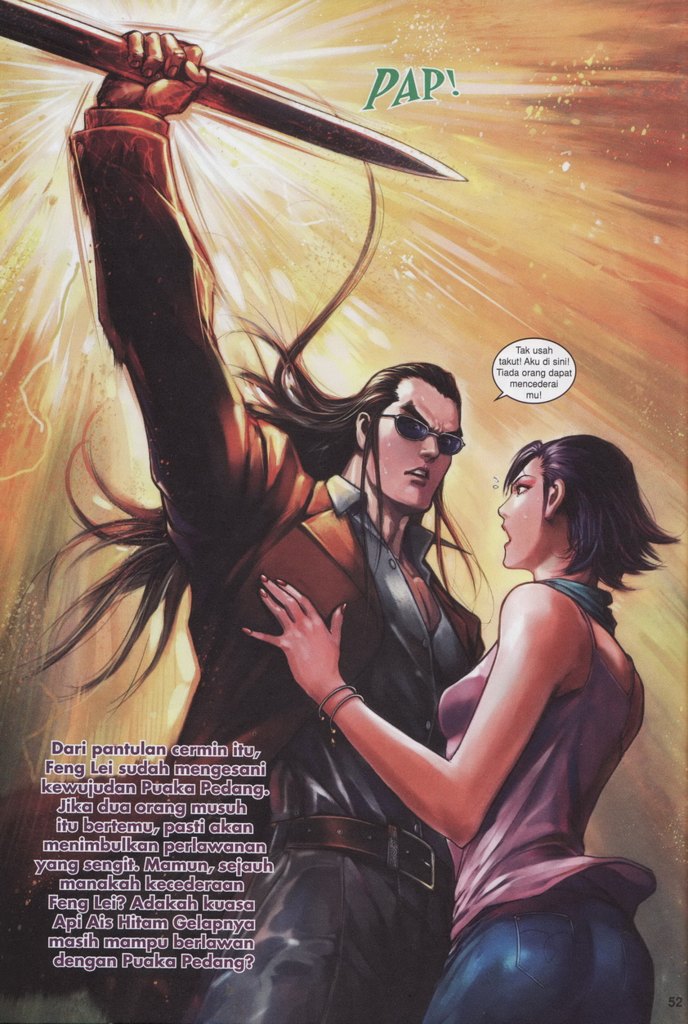 PAP!
Tak usah
takut! Aku di sini!
Tiada orang dapat
mencederai
mu!
Dari pantulan cermin itu,
Feng Lei sudah mengesani
kewujudan Puaka Pedang.
Jika dua orang musuh
itu bertemu, pasti akan
menimbulkan perlawanan
yang sengit. Mamun, sejauh
manakah kecederaan
Feng Lei? Adakah kuasa
Api Ais Hitam Gelapnya
masih mampu berlawan
dengan Puaka Pedang?
52